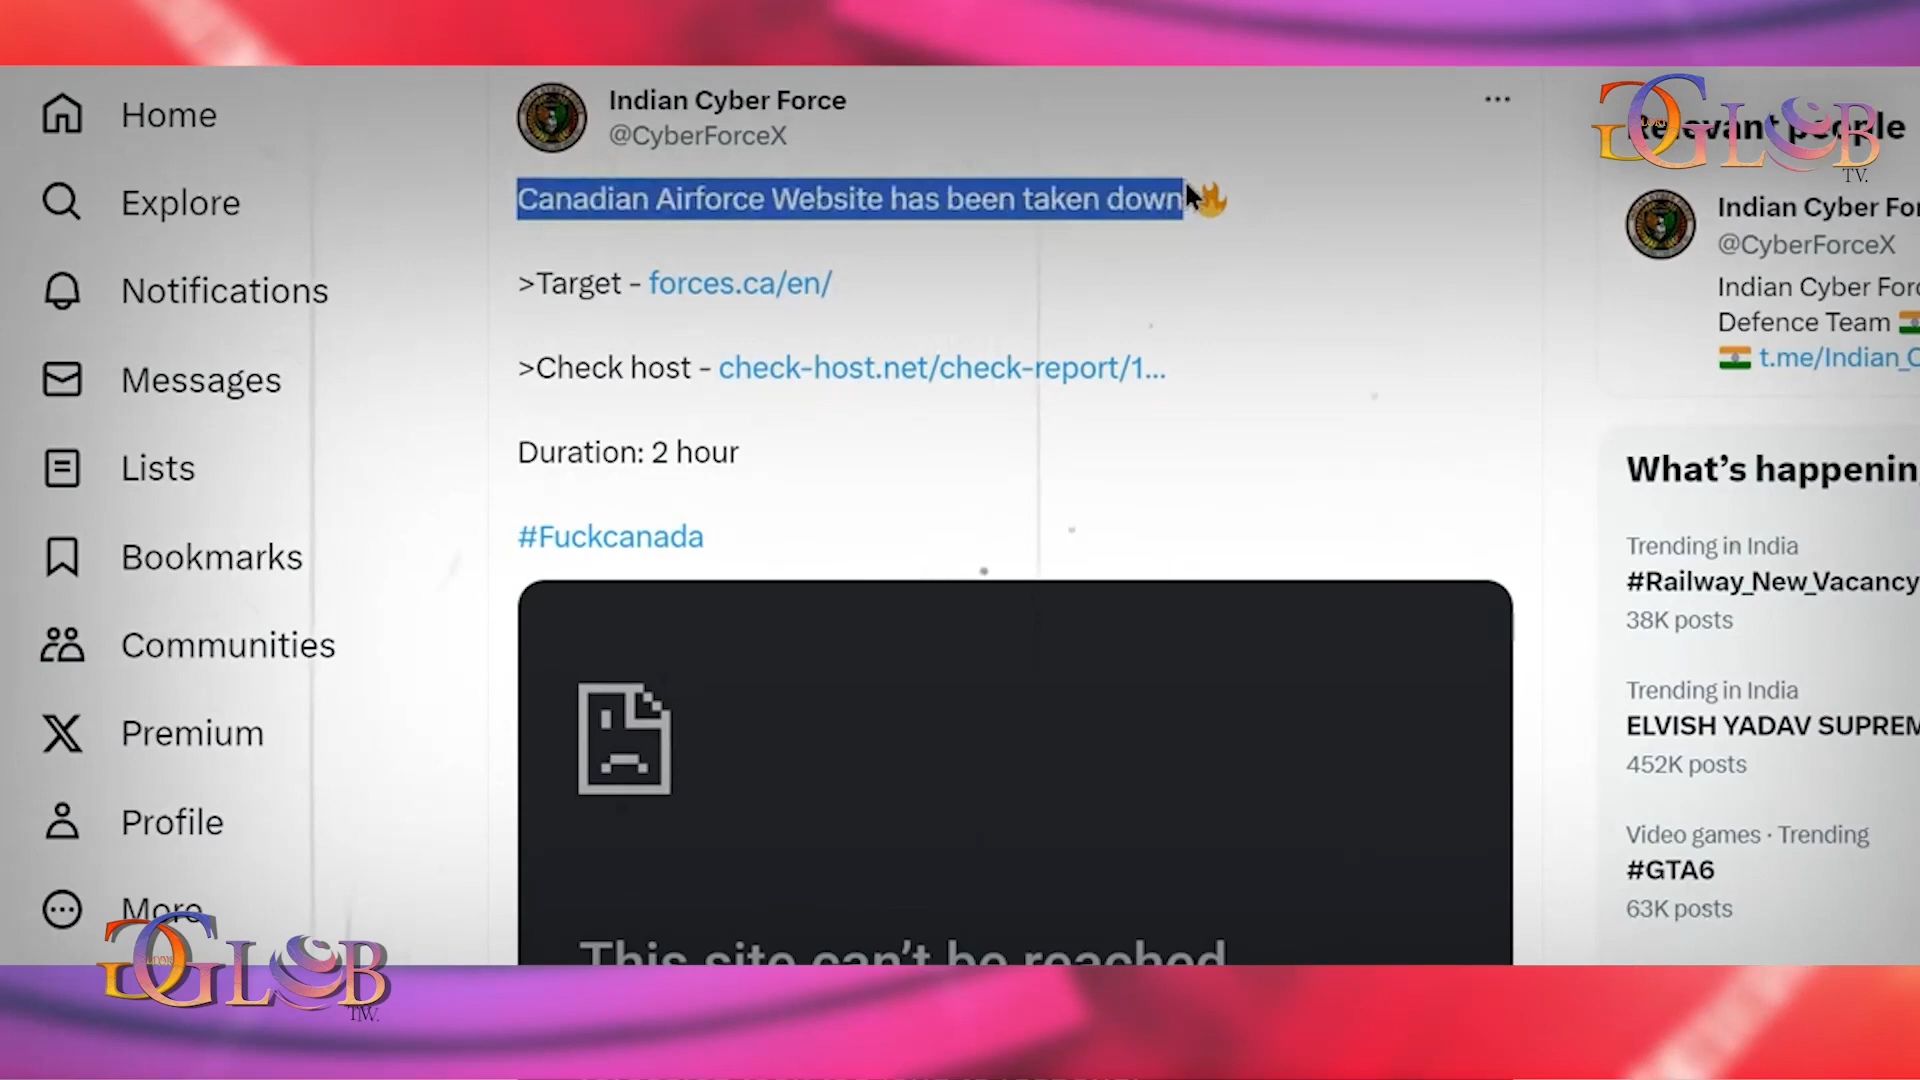 Home
Explore
Notifications
Messages
Lists
Bookmarks
Communities
Premium
Profile
More
Indian Cyber Force
@CyberForceX
Canadian Airforce Website has been taken down
>Target - forces.ca/en/
>Check host - check-host.net/check-report/1...
Duration: 2 hour
#Fuckcanada
This site can't be reached
Relevant people
Indian Cyber For
@CyberForceX
Indian Cyber Forc
Defence Team
t.me/Indian_C
What's happenin
Trending in India
#Railway_New_Vacancy
38K posts
Trending in India
ELVISH YADAV SUPREM
452K posts
Video games · Trending
#GTA6
63K posts
GLOB
TV.
GLOB